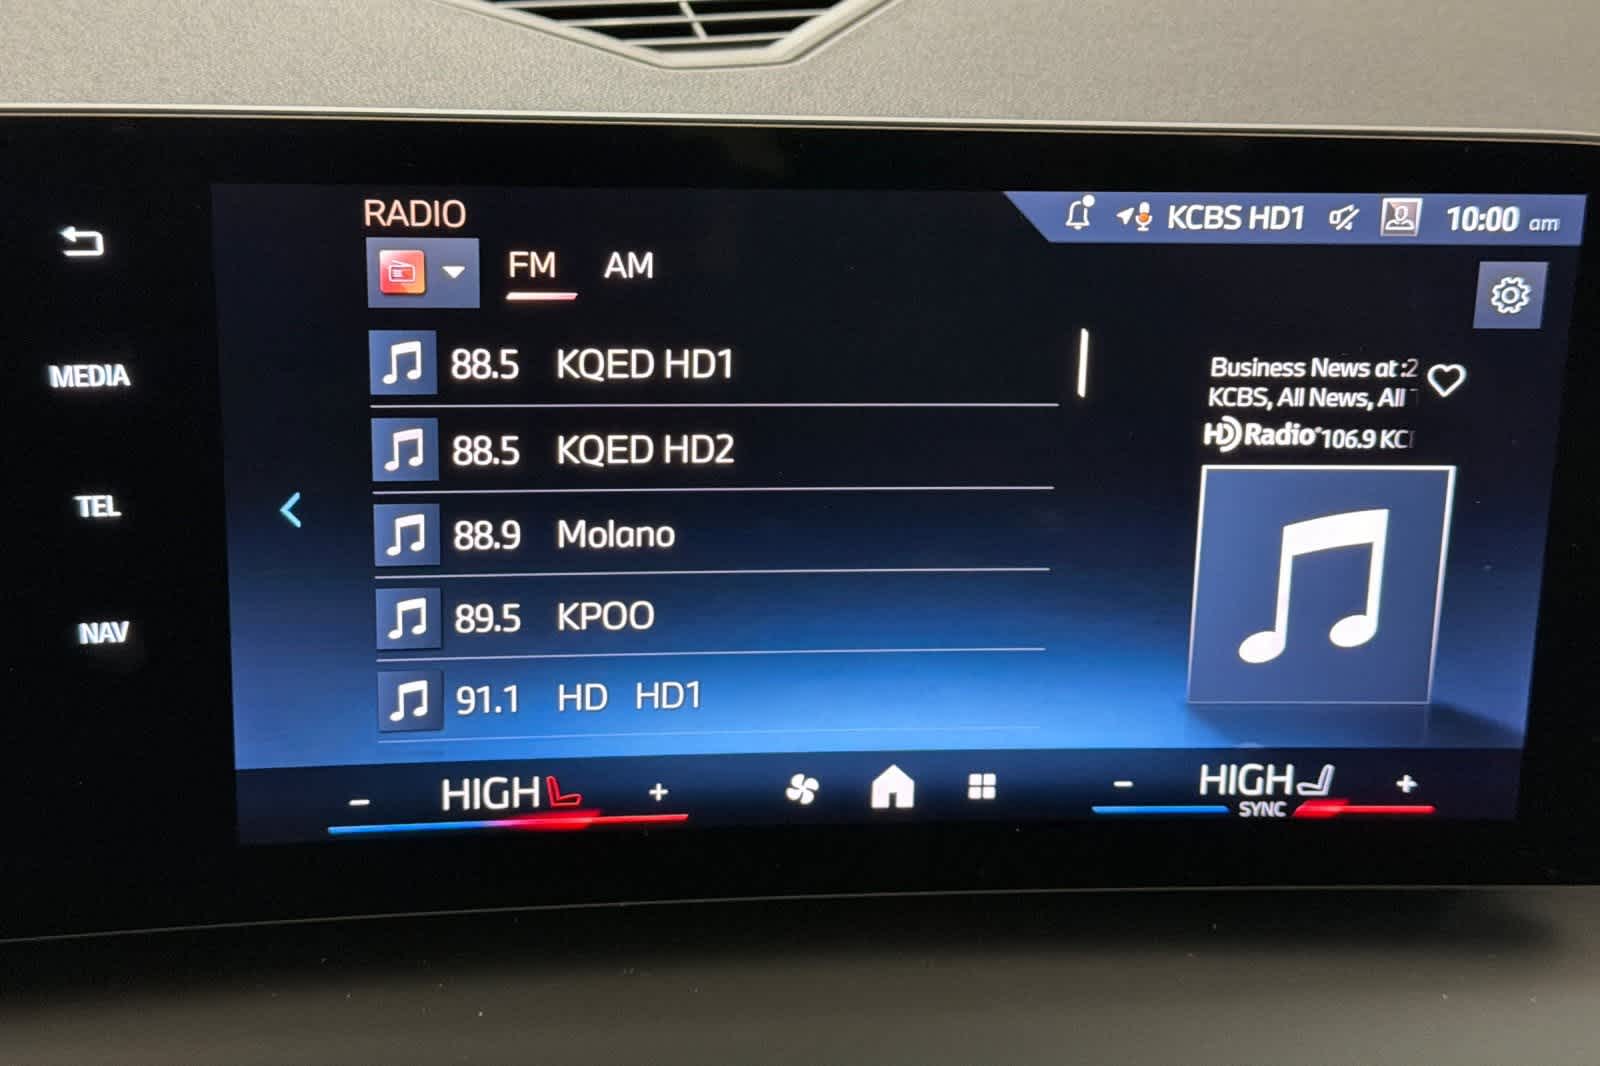 RADIO
KCBS HD1
10:00 am
FM AM
MEDIA
TEL
NAV
88.5 KQED HD1
88.5 KQED HD2
88.9 Molano
89.5 KPOO
91.1 HD HD1
Business News at :2
KCBS, All News, All
HD Radio 106.9 KC
- HIGH +
- HIGH +
SYNC